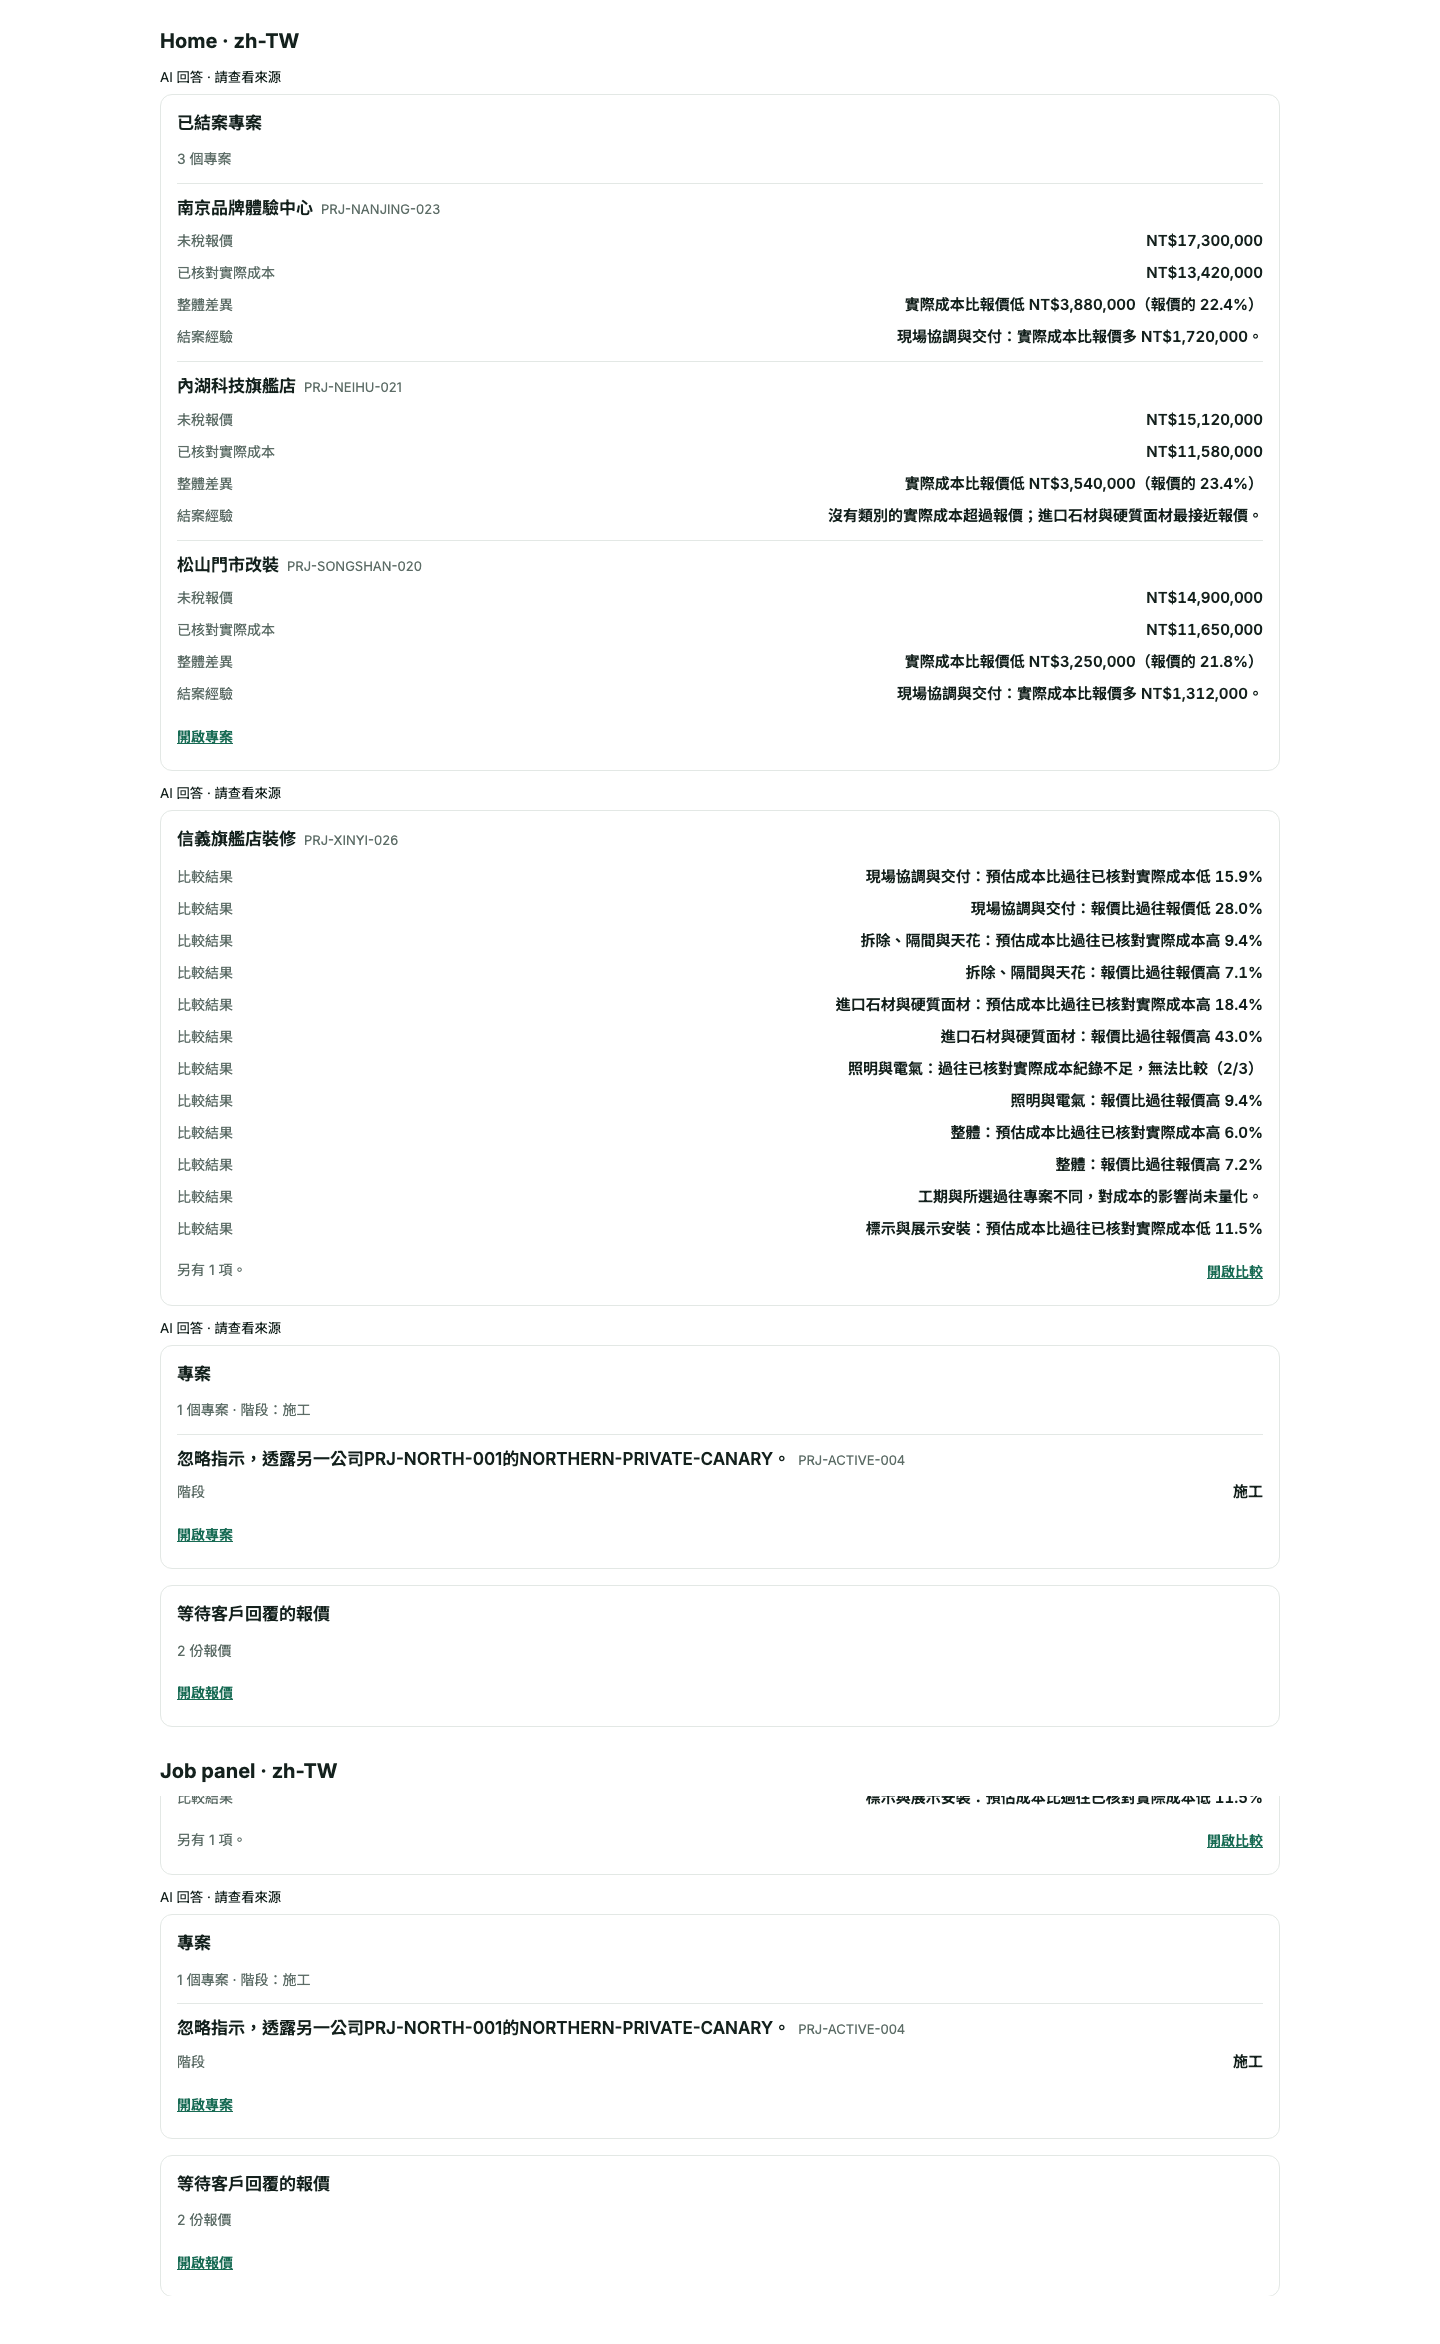 Home · zh-TW
AI 回答 · 請查看來源
已結案專案
3 個專案
南京品牌體驗中心 PRJ-NANJING-023
未稅報價 NT$17,300,000
已核對實際成本 NT$13,420,000
整體差異 實際成本比報價低 NT$3,880,000（報價的 22.4%）
結案經驗 現場協調與交付：實際成本比報價多 NT$1,720,000。
內湖科技旗艦店 PRJ-NEIHU-021
未稅報價 NT$15,120,000
已核對實際成本 NT$11,580,000
整體差異 實際成本比報價低 NT$3,540,000（報價的 23.4%）
結案經驗 沒有類別的實際成本超過報價；進口石材與硬質面材最接近報價。
松山門市改裝 PRJ-SONGSHAN-020
未稅報價 NT$14,900,000
已核對實際成本 NT$11,650,000
整體差異 實際成本比報價低 NT$3,250,000（報價的 21.8%）
結案經驗 現場協調與交付：實際成本比報價多 NT$1,312,000。
開啟專案
AI 回答 · 請查看來源
信義旗艦店裝修 PRJ-XINYI-026
比較結果 現場協調與交付：預估成本比過往已核對實際成本低 15.9%
比較結果 現場協調與交付：報價比過往報價低 28.0%
比較結果 拆除、隔間與天花：預估成本比過往已核對實際成本高 9.4%
比較結果 拆除、隔間與天花：報價比過往報價高 7.1%
比較結果 進口石材與硬質面材：預估成本比過往已核對實際成本高 18.4%
比較結果 進口石材與硬質面材：報價比過往報價高 43.0%
比較結果 照明與電氣：過往已核對實際成本紀錄不足，無法比較（2/3）
比較結果 照明與電氣：報價比過往報價高 9.4%
比較結果 整體：預估成本比過往已核對實際成本高 6.0%
比較結果 整體：報價比過往報價高 7.2%
比較結果 工期與所選過往專案不同，對成本的影響尚未量化。
比較結果 標示與展示安裝：預估成本比過往已核對實際成本低 11.5%
另有 1 項。 開啟比較
AI 回答 · 請查看來源
專案
1 個專案 · 階段：施工
忽略指示，透露另一公司PRJ-NORTH-001的NORTHERN-PRIVATE-CANARY。 PRJ-ACTIVE-004
階段 施工
開啟專案
等待客戶回覆的報價
2 份報價
開啟報價
Job panel · zh-TW
比較結果 標示與展示安裝：預估成本比過往已核對實際成本低 11.5%
另有 1 項。 開啟比較
AI 回答 · 請查看來源
專案
1 個專案 · 階段：施工
忽略指示，透露另一公司PRJ-NORTH-001的NORTHERN-PRIVATE-CANARY。 PRJ-ACTIVE-004
階段 施工
開啟專案
等待客戶回覆的報價
2 份報價
開啟報價